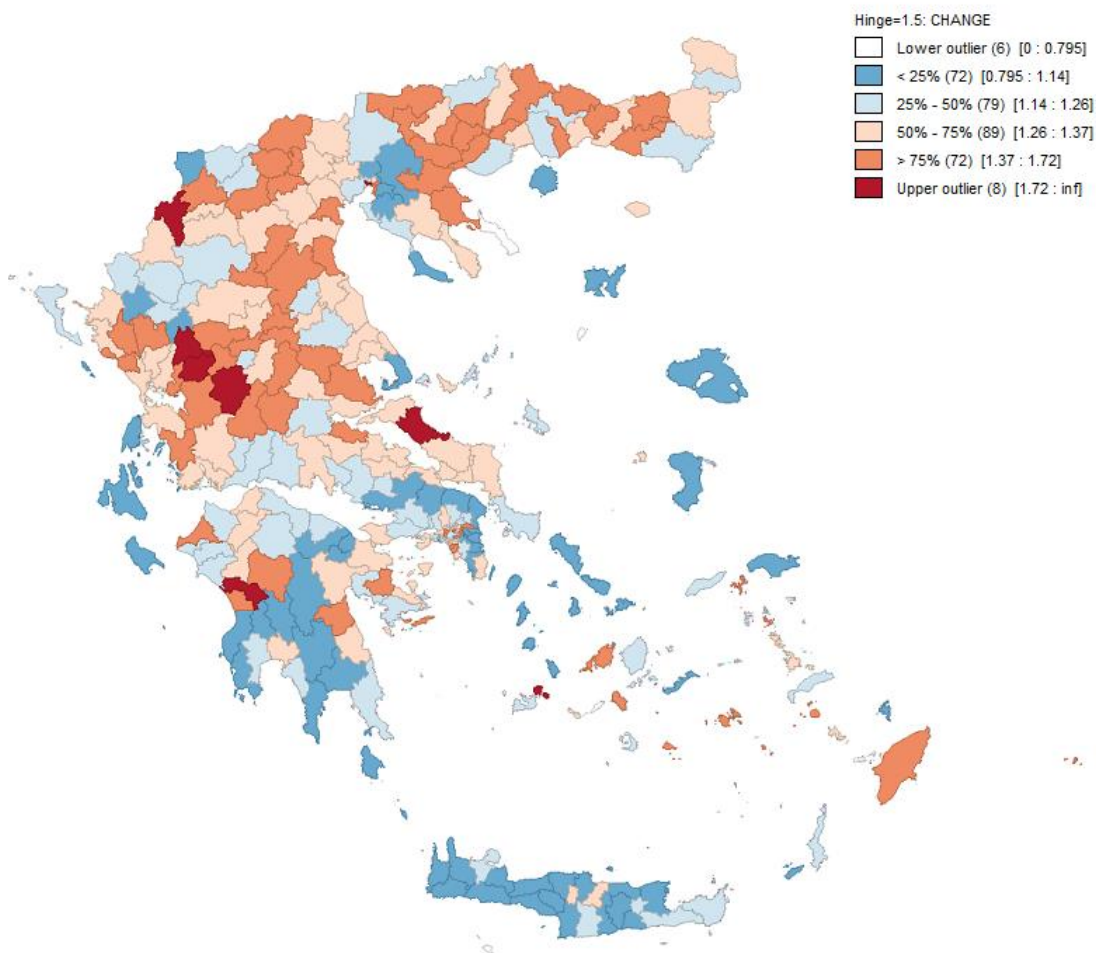 Hinge=1.5: CHANGE
Lower outlier (6) [0 : 0.795]
< 25% (72) [0.795 : 1.14]
25% - 50% (79) [1.14 : 1.26]
50% - 75% (89) [1.26 : 1.37]
> 75% (72) [1.37 : 1.72]
Upper outlier (8) [1.72 : inf]